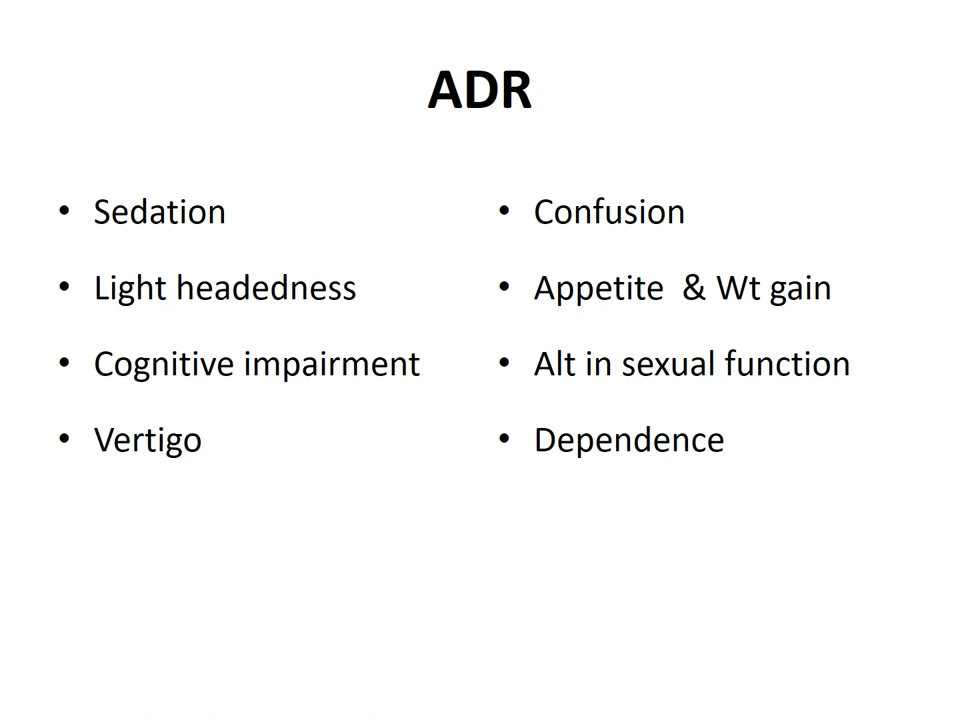 ADR
• Sedation
• Light headedness
• Cognitive impairment
• Vertigo
• Confusion
• Appetite & Wt gain
• Alt in sexual function
• Dependence